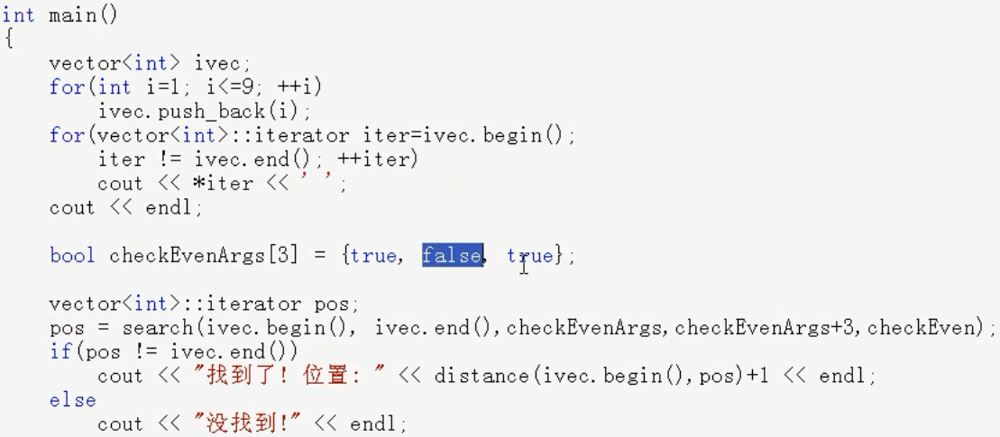 int main()
{
    vector<int> ivec;
    for(int i=1; i<=9; ++i)
        ivec.push_back(i);
    for(vector<int>::iterator iter=ivec.begin();
        iter != ivec.end(); ++iter)
        cout << *iter << ' ';
    cout << endl;
    bool checkEvenArgs[3] = {true, false, true};
    vector<int>::iterator pos;
    pos = search(ivec.begin(), ivec.end(),checkEvenArgs,checkEvenArgs+3,checkEven);
    if(pos != ivec.end())
        cout << "找到了! 位置: " << distance(ivec.begin(),pos)+1 << endl;
    else
        cout << "没找到!" << endl;